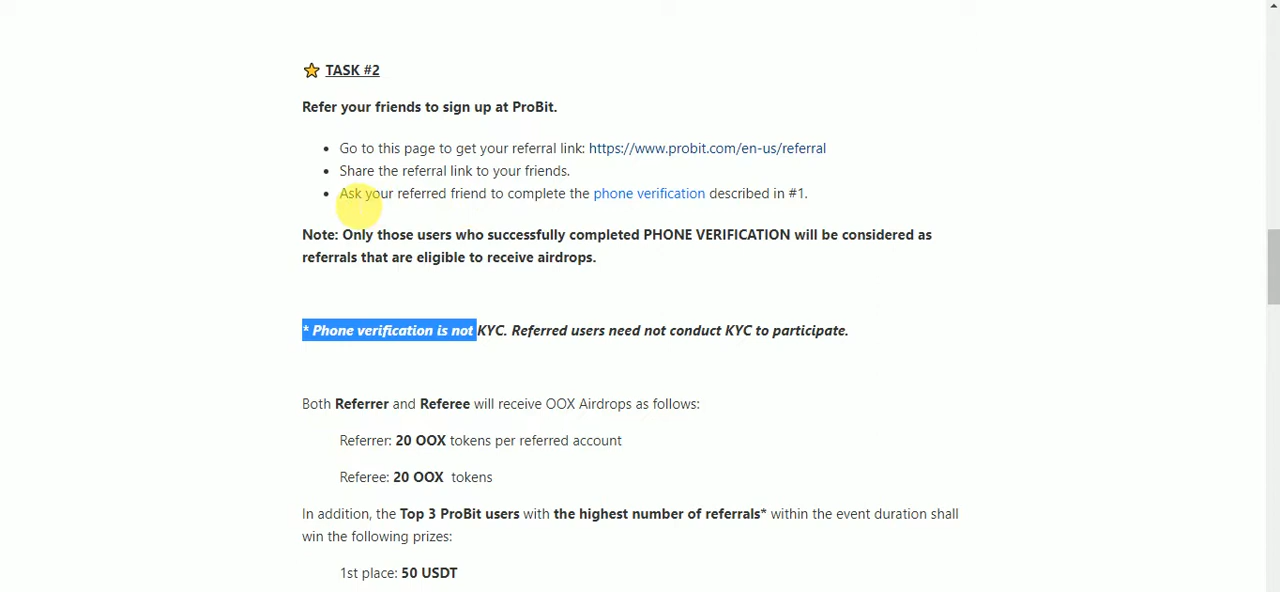 TASK #2
Refer your friends to sign up at ProBit.
• Go to this page to get your referral link: https://www.probit.com/en-us/referral
• Share the referral link to your friends.
• Ask your referred friend to complete the phone verification described in #1.
Note: Only those users who successfully completed PHONE VERIFICATION will be considered as
referrals that are eligible to receive airdrops.
* Phone verification is not KYC. Referred users need not conduct KYC to participate.
Both Referrer and Referee will receive OOX Airdrops as follows:
Referrer: 20 OOX tokens per referred account
Referee: 20 OOX tokens
In addition, the Top 3 ProBit users with the highest number of referrals* within the event duration shall
win the following prizes:
1st place: 50 USDT